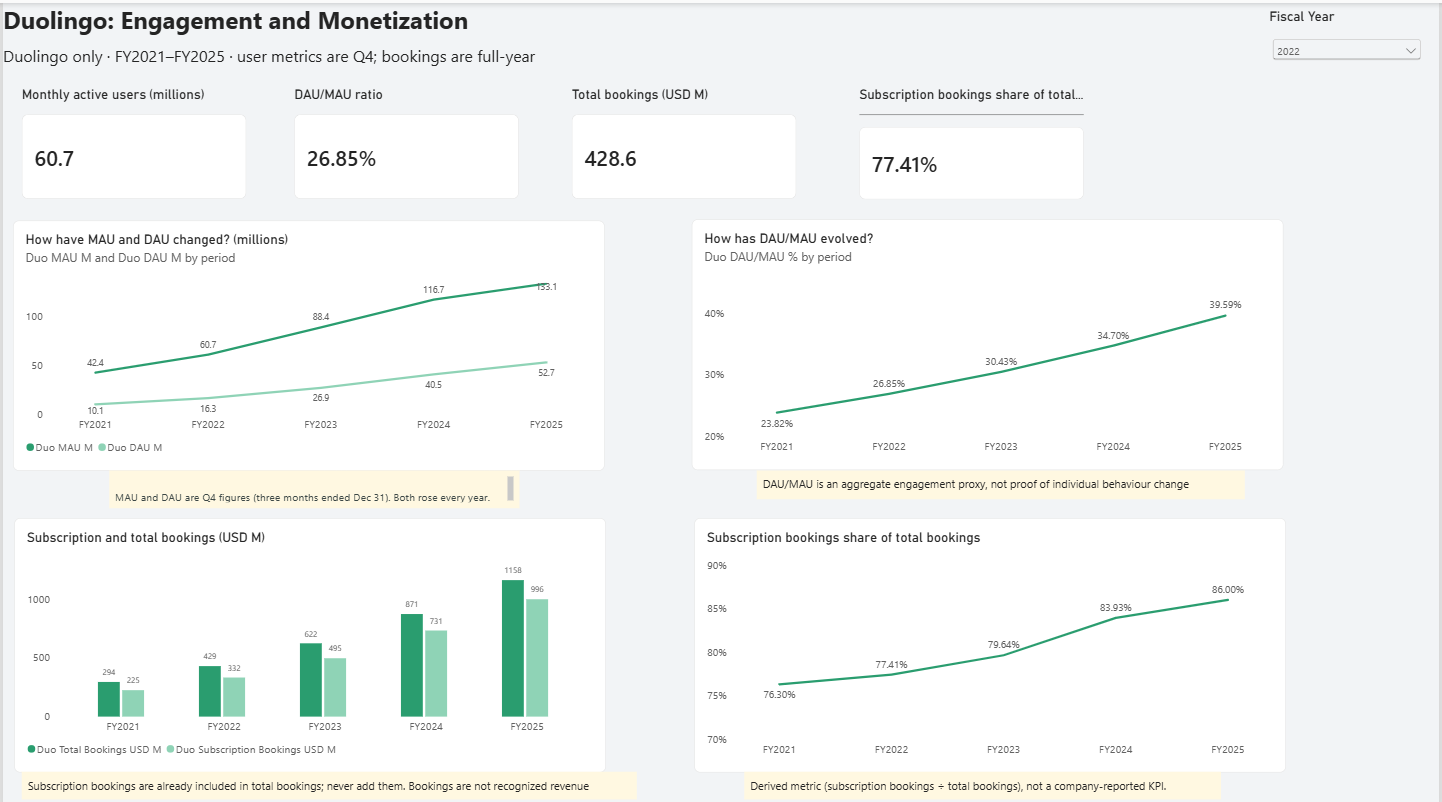 Duolingo: Engagement and Monetization
Fiscal Year
Duolingo only · FY2021–FY2025 · user metrics are Q4; bookings are full-year
2022
Monthly active users (millions)
DAU/MAU ratio
Total bookings (USD M)
Subscription bookings share of total...
60.7
26.85%
428.6
77.41%
How have MAU and DAU changed? (millions)
Duo MAU M and Duo DAU M by period
100
50
0
42.4
60.7
88.4
116.7
133.1
10.1
16.3
26.9
40.5
52.7
FY2021
FY2022
FY2023
FY2024
FY2025
Duo MAU M
Duo DAU M
MAU and DAU are Q4 figures (three months ended Dec 31). Both rose every year.
How has DAU/MAU evolved?
Duo DAU/MAU % by period
40%
30%
20%
23.82%
26.85%
30.43%
34.70%
39.59%
FY2021
FY2022
FY2023
FY2024
FY2025
DAU/MAU is an aggregate engagement proxy, not proof of individual behaviour change
Subscription and total bookings (USD M)
1000
500
0
294
225
429
332
622
495
871
731
1158
996
FY2021
FY2022
FY2023
FY2024
FY2025
Duo Total Bookings USD M
Duo Subscription Bookings USD M
Subscription bookings are already included in total bookings; never add them. Bookings are not recognized revenue
Subscription bookings share of total bookings
90%
85%
80%
75%
70%
76.30%
77.41%
79.64%
83.93%
86.00%
FY2021
FY2022
FY2023
FY2024
FY2025
Derived metric (subscription bookings ÷ total bookings), not a company-reported KPI.